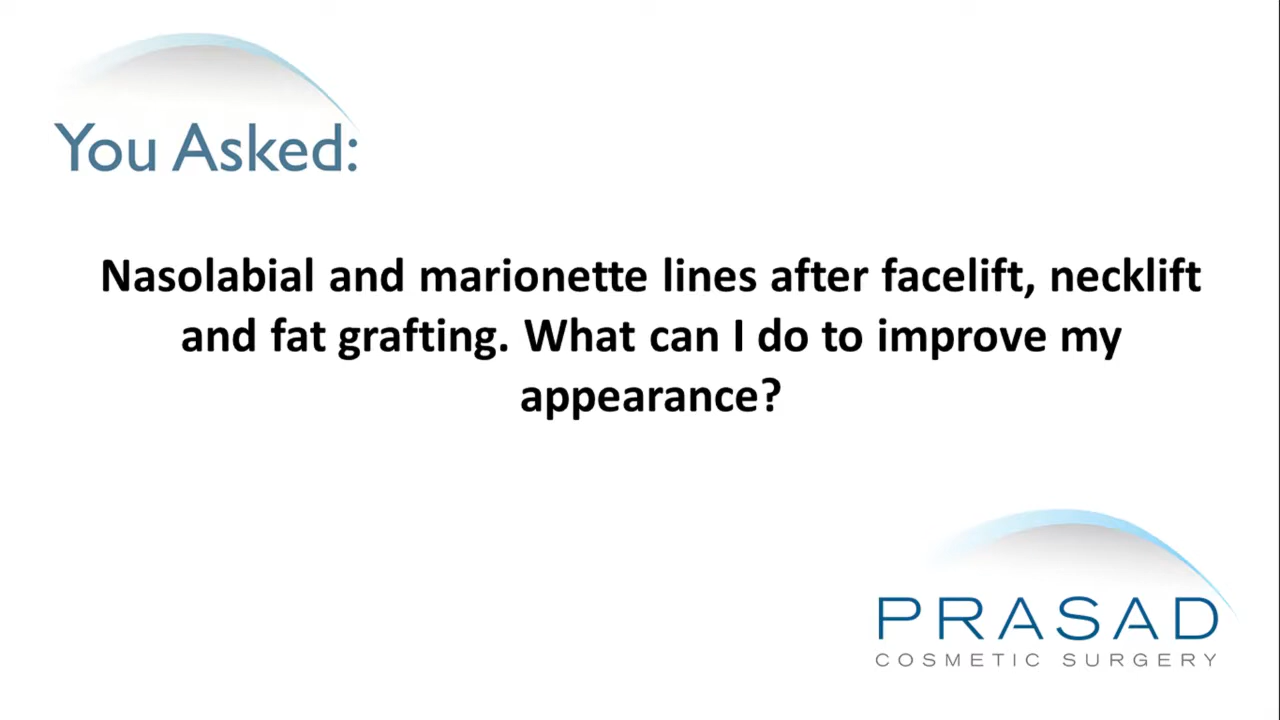 You Asked:
Nasolabial and marionette lines after facelift, necklift
and fat grafting. What can I do to improve my
appearance?
PRASAD
COSMETIC SURGERY